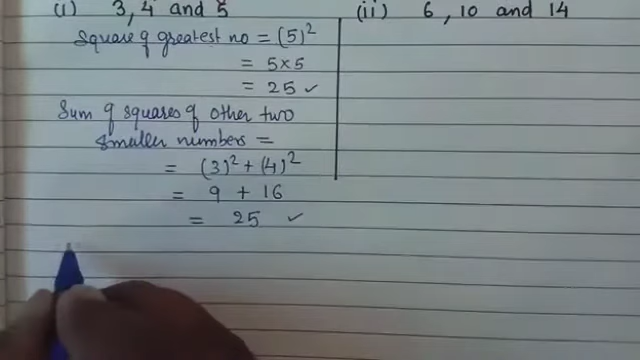 (i) 3, 4 and 5
Square of greatest no = (5)²
= 5×5
= 25 ✓
Sum of squares of other two
smaller numbers =
= (3)² + (4)²
= 9 + 16
= 25 ✓
(ii) 6, 10 and 14